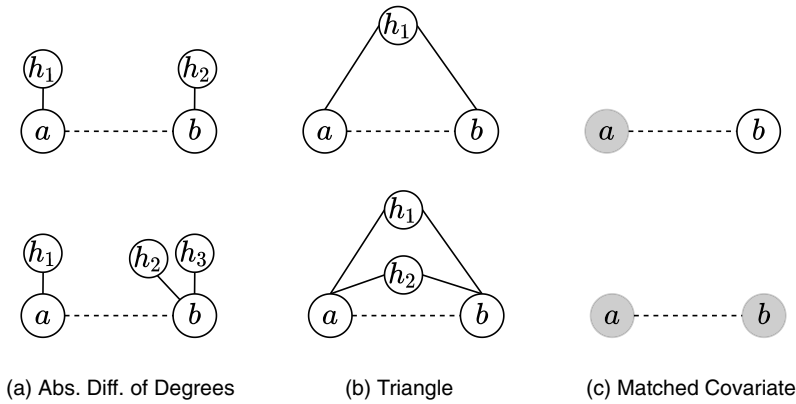 h₁ h₂ h₁
a b a b a b
h₁ h₂ h₃ h₁
h₂
a b a b a b
(a) Abs. Diff. of Degrees (b) Triangle (c) Matched Covariate